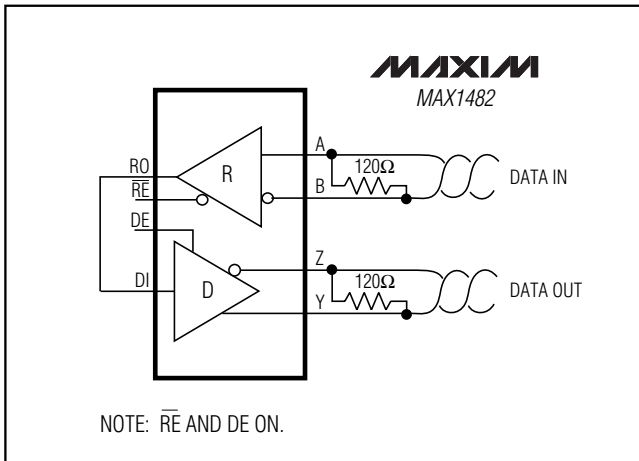 MAXIM
MAX1482
A
RO
R
120Ω
DATA IN
RE
B
DE
Z
DI
D
120Ω
DATA OUT
Y
NOTE: RE AND DE ON.